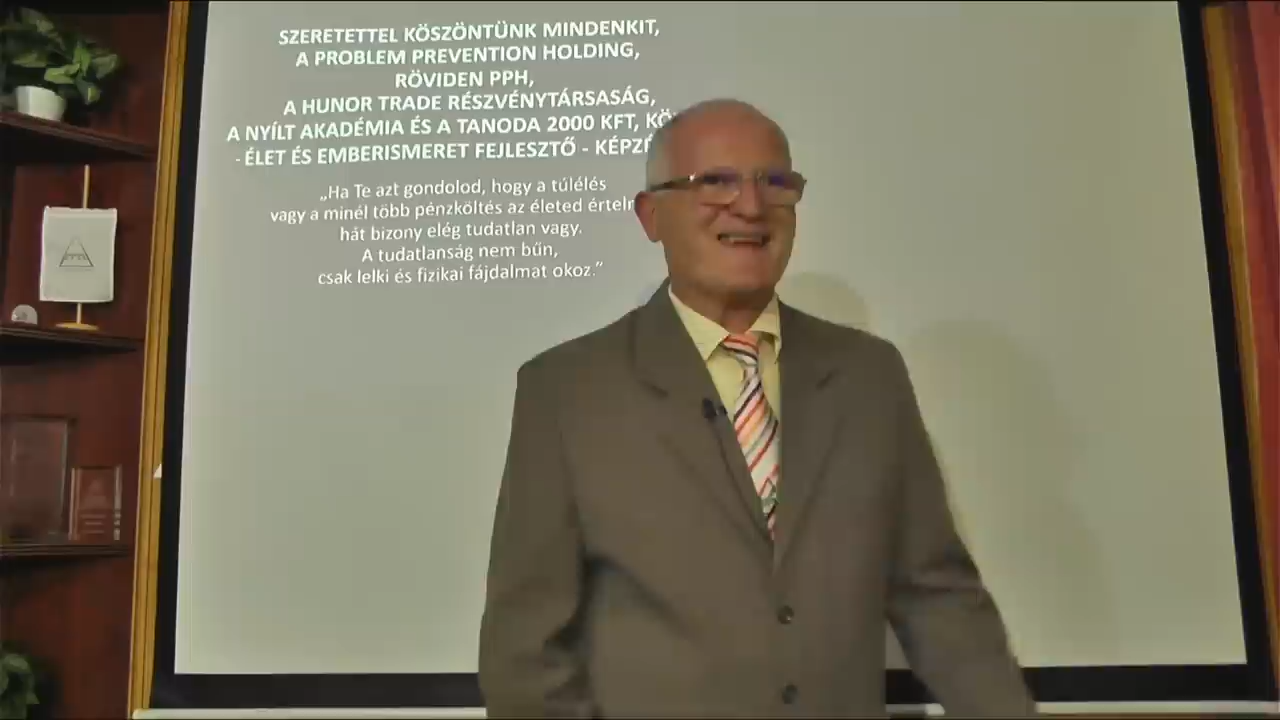 SZERETETTEL KÖSZÖNTÜNK MINDENKIT,
A PROBLEM PREVENTION HOLDING,
RÖVIDEN PPH,
A HUNOR TRADE RÉSZVÉNYTÁRSASÁG,
A NYÍLT AKADÉMIA ÉS A TANODA 2000 KFT,
- ÉLET ÉS EMBERISMERET FEJLESZTŐ -
„Ha Te azt gondolod, hogy a túlélés
vagy a minél több pénzköltés az életed
hát bizony elég tudatlan vagy.
A tudatlanság nem bűn,
csak lelki és fizikai fájdalmat okoz.”